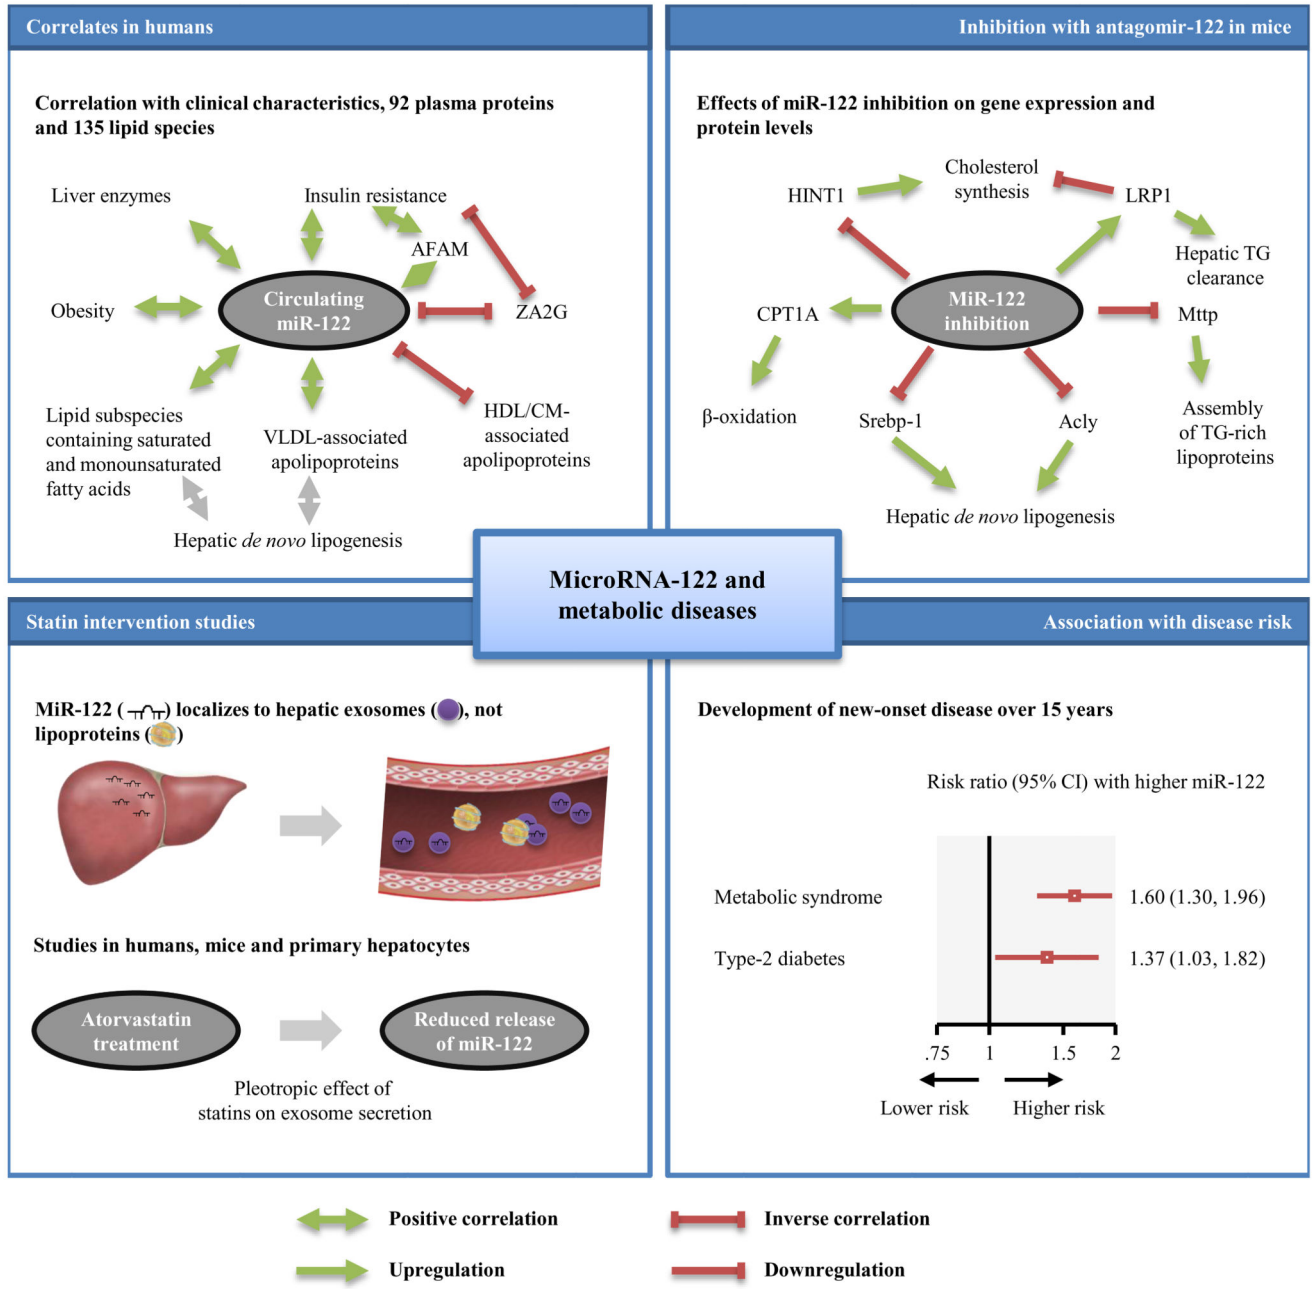 Correlates in humans
Correlation with clinical characteristics, 92 plasma proteins
and 135 lipid species
Liver enzymes
Insulin resistance
AFAM
Obesity
Circulating
miR-122
ZA2G
Lipid subspecies
containing saturated
and monounsaturated
fatty acids
VLDL-associated
apolipoproteins
HDL/CM-
associated
apolipoproteins
Hepatic de novo lipogenesis
Inhibition with antagomir-122 in mice
Effects of miR-122 inhibition on gene expression and
protein levels
HINT1
Cholesterol
synthesis
LRP1
Hepatic TG
clearance
CPT1A
MiR-122
inhibition
Mttp
β-oxidation
Srebp-1
Acly
Assembly
of TG-rich
lipoproteins
Hepatic de novo lipogenesis
MicroRNA-122 and
metabolic diseases
Statin intervention studies
MiR-122 ( ) localizes to hepatic exosomes ( ), not
lipoproteins ( )
Studies in humans, mice and primary hepatocytes
Atorvastatin
treatment
Reduced release
of miR-122
Pleotropic effect of
statins on exosome secretion
Association with disease risk
Development of new-onset disease over 15 years
Risk ratio (95% CI) with higher miR-122
Metabolic syndrome
1.60 (1.30, 1.96)
Type-2 diabetes
1.37 (1.03, 1.82)
.75 1 1.5 2
Lower risk Higher risk
Positive correlation
Inverse correlation
Upregulation
Downregulation